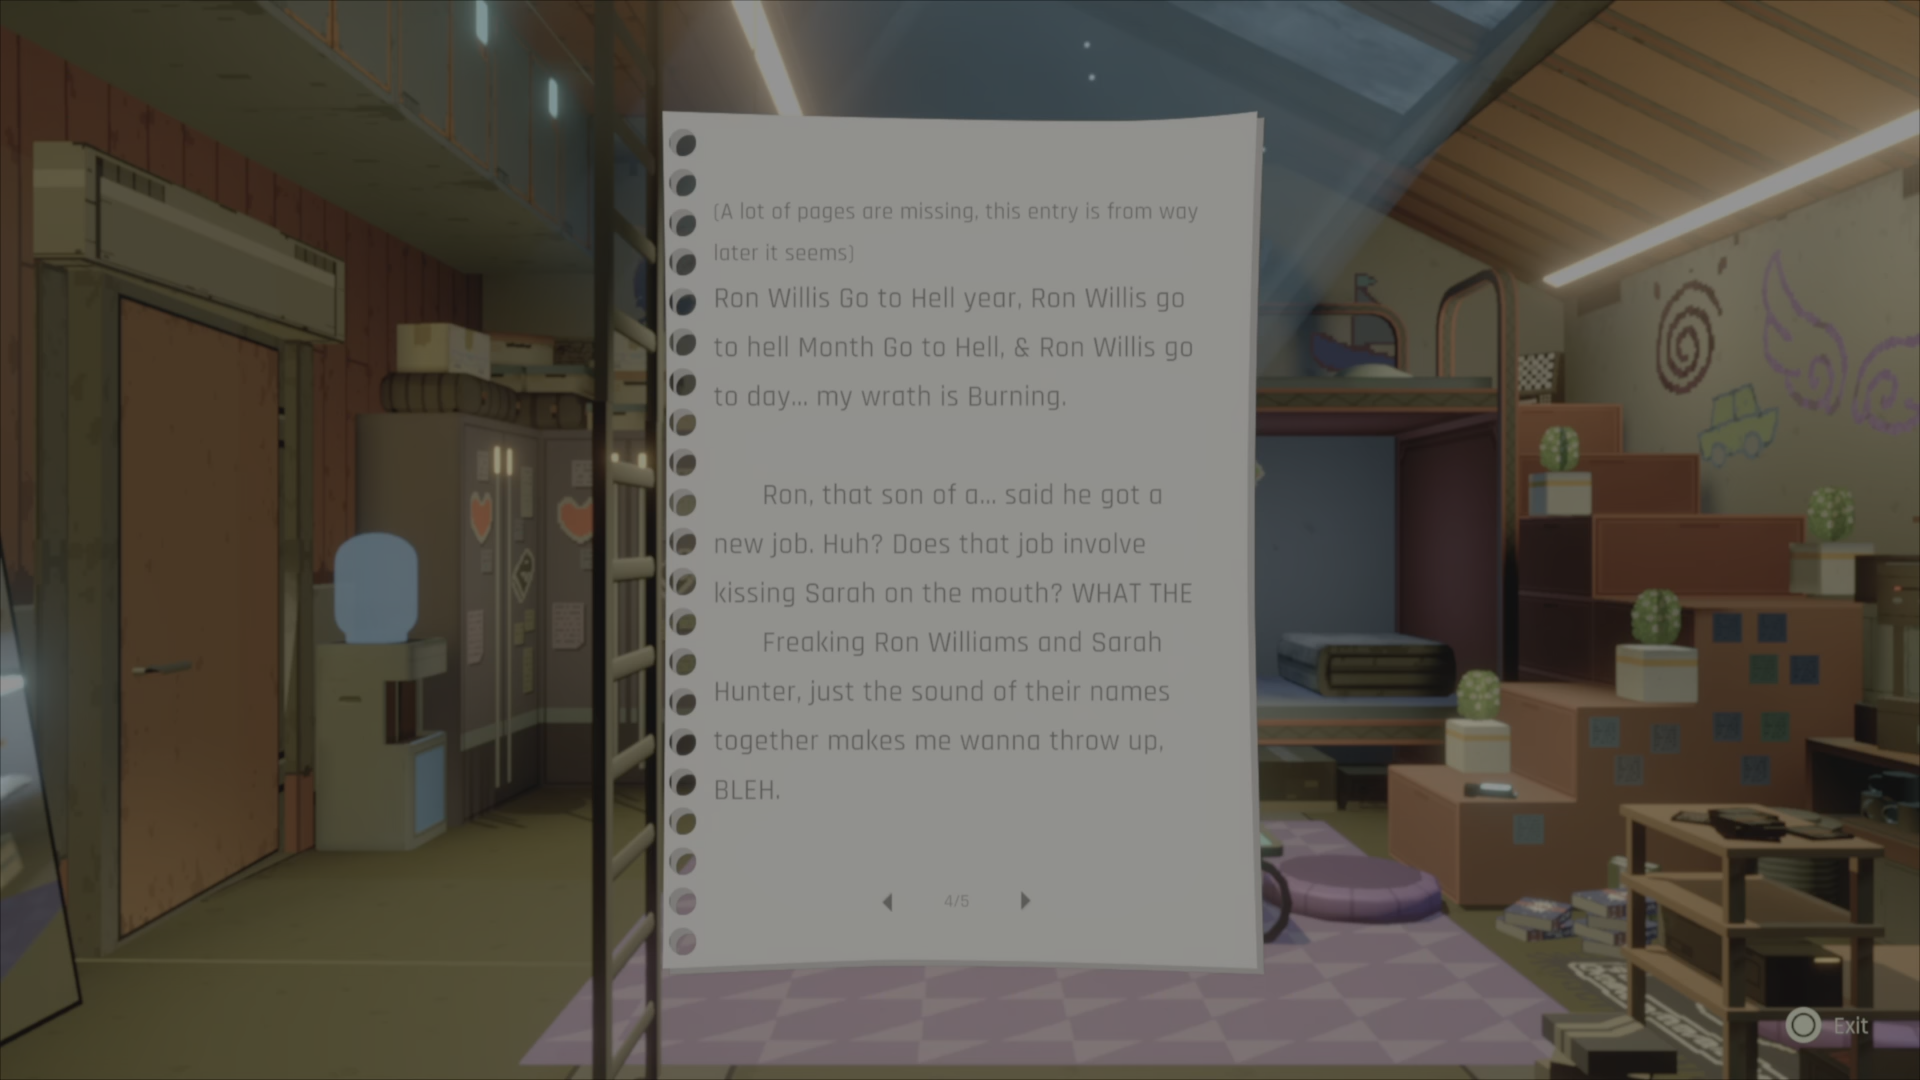 (A lot of pages are missing, this entry is from way
later it seems)
Ron Willis Go to Hell year, Ron Willis go
to hell Month Go to Hell, & Ron Willis go
to day... my wrath is Burning.
Ron, that son of a... said he got a
new job. Huh? Does that job involve
kissing Sarah on the mouth? WHAT THE
Freaking Ron Williams and Sarah
Hunter, just the sound of their names
together makes me wanna throw up,
BLEH.
4/5
Exit